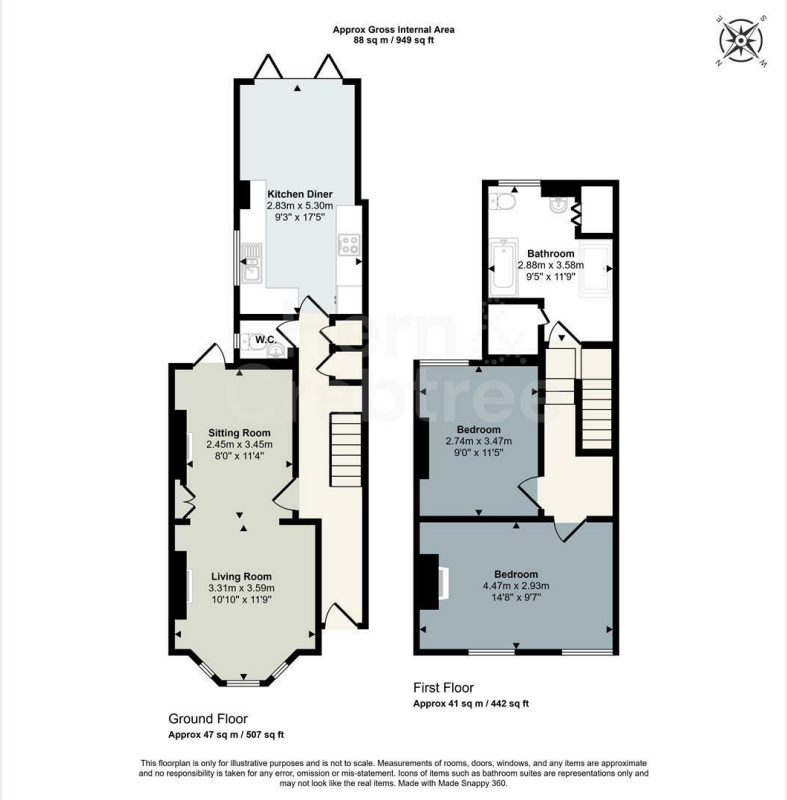 Approx Gross Internal Area
88 sq m / 949 sq ft
N
E
S
W
Kitchen Diner
2.83m x 5.30m
9'3" x 17'5"
W.C.
Sitting Room
2.45m x 3.45m
8'0" x 11'4"
Living Room
3.31m x 3.59m
10'10" x 11'9"
Ground Floor
Approx 47 sq m / 507 sq ft
Bathroom
2.88m x 3.58m
9'5" x 11'9"
Bedroom
2.74m x 3.47m
9'0" x 11'5"
Bedroom
4.47m x 2.93m
14'8" x 9'7"
First Floor
Approx 41 sq m / 442 sq ft
Crabtree
This floorplan is only for illustrative purposes and is not to scale. Measurements of rooms, doors, windows, and any items are approximate
and no responsibility is taken for any error, omission or mis-statement. Icons of items such as bathroom suites are representations only and
may not look like the real items. Made with Made Snappy 360.